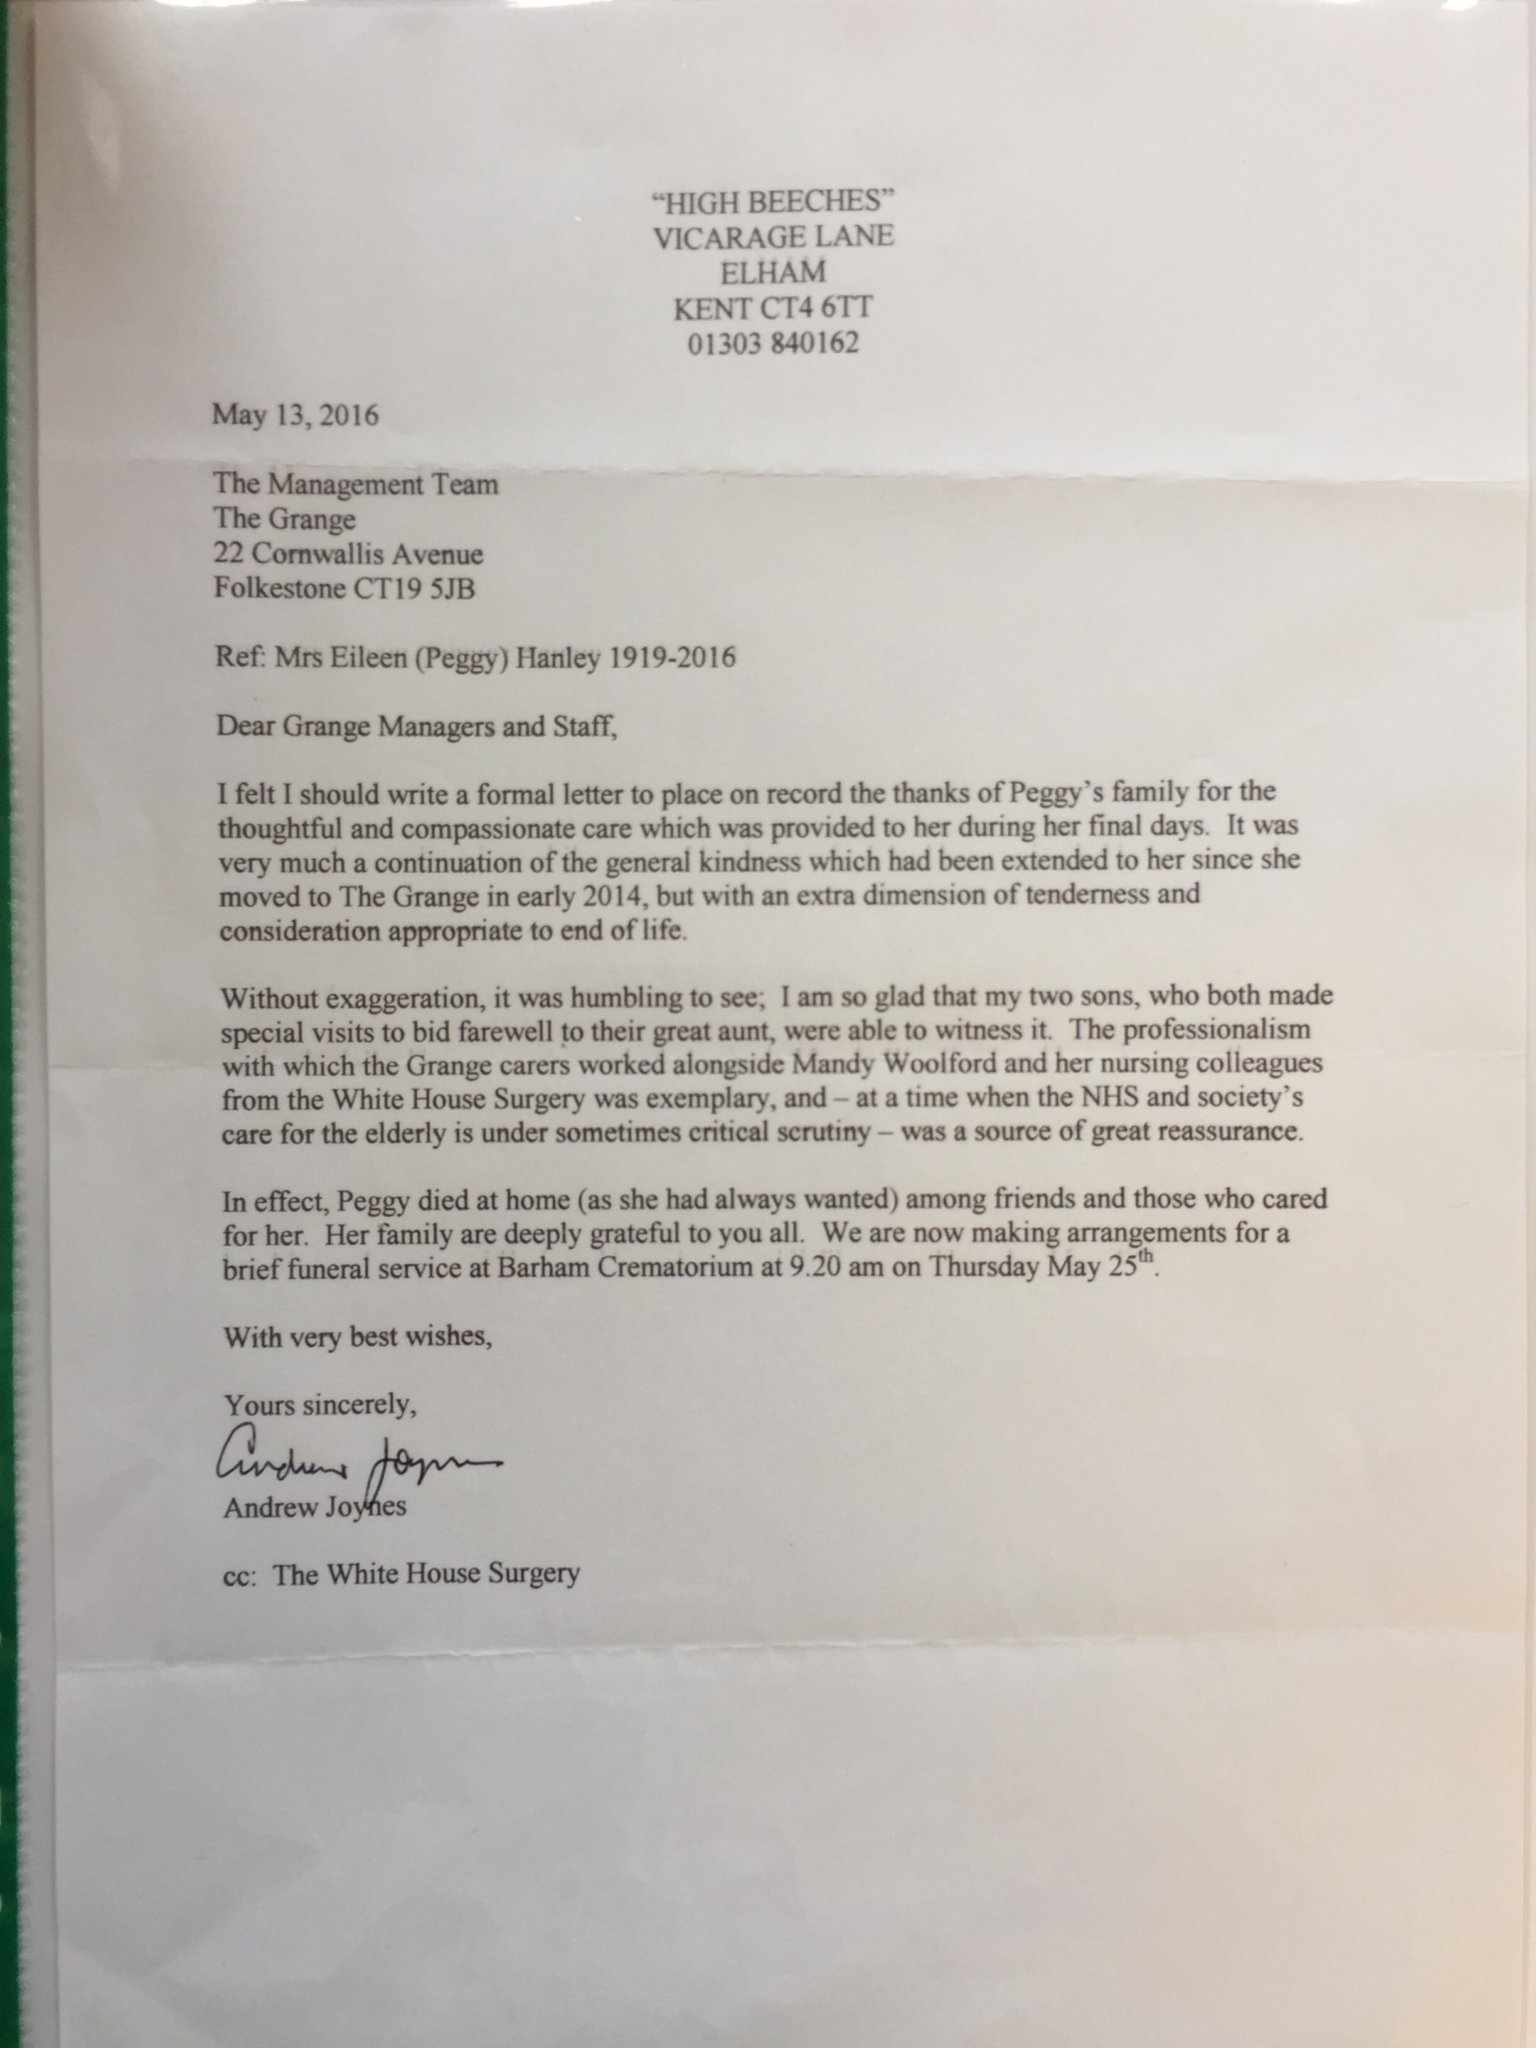 “HIGH BEECHES”
VICARAGE LANE
ELHAM
KENT CT4 6TT
01303 840162
May 13, 2016
The Management Team
The Grange
22 Cornwallis Avenue
Folkestone CT19 5JB
Ref: Mrs Eileen (Peggy) Hanley 1919-2016
Dear Grange Managers and Staff,
I felt I should write a formal letter to place on record the thanks of Peggy’s family for the
thoughtful and compassionate care which was provided to her during her final days.  It was
very much a continuation of the general kindness which had been extended to her since she
moved to The Grange in early 2014, but with an extra dimension of tenderness and
consideration appropriate to end of life.
Without exaggeration, it was humbling to see;  I am so glad that my two sons, who both made
special visits to bid farewell to their great aunt, were able to witness it.  The professionalism
with which the Grange carers worked alongside Mandy Woolford and her nursing colleagues
from the White House Surgery was exemplary, and – at a time when the NHS and society’s
care for the elderly is under sometimes critical scrutiny – was a source of great reassurance.
In effect, Peggy died at home (as she had always wanted) among friends and those who cared
for her.  Her family are deeply grateful to you all.  We are now making arrangements for a
brief funeral service at Barham Crematorium at 9.20 am on Thursday May 25th.
With very best wishes,
Yours sincerely,
Andrew Joynes
Andrew Joynes
cc:  The White House Surgery